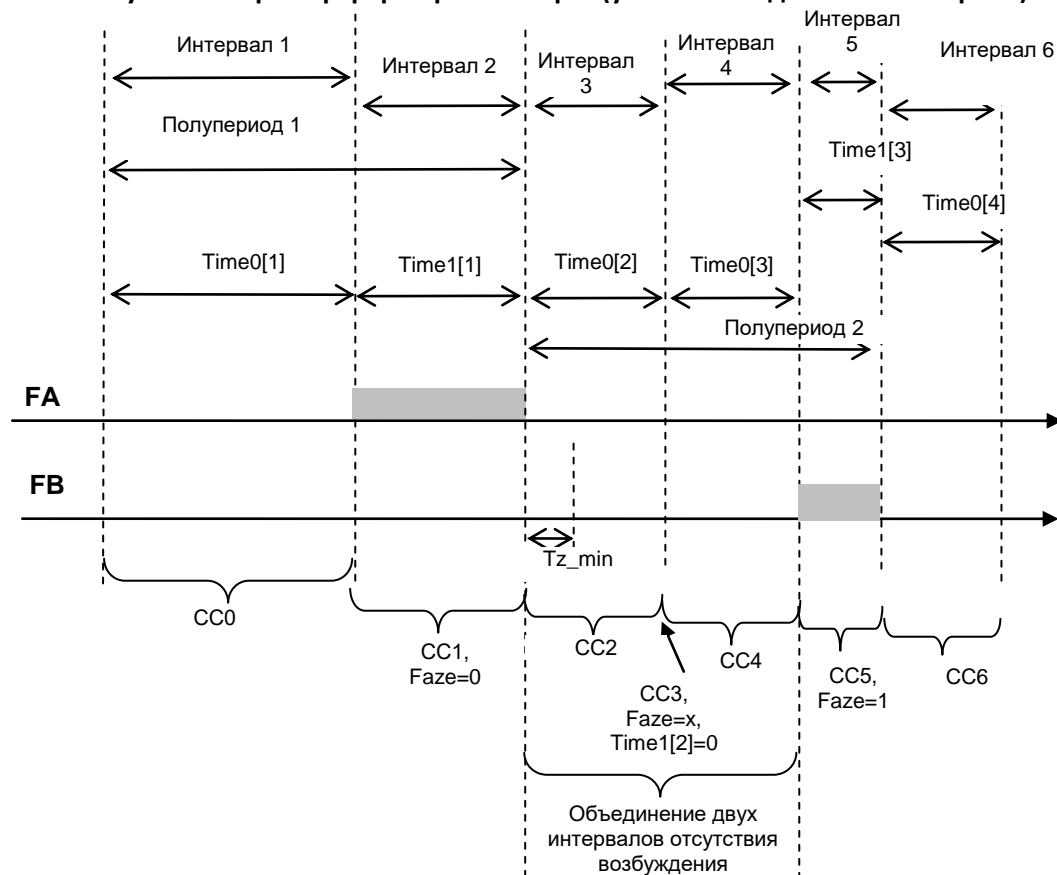 Интервал 1
Интервал 2
Интервал
3
Интервал
4
Интервал
5
Интервал 6
Полупериод 1
Time1[3]
Time0[4]
Time0[1]
Time1[1]
Time0[2]
Time0[3]
Полупериод 2
FA
FB
Tz_min
CC0
CC1,
Faze=0
CC2
CC3,
Faze=x,
Time1[2]=0
CC4
CC5,
Faze=1
CC6
Объединение двух
интервалов отсутствия
возбуждения